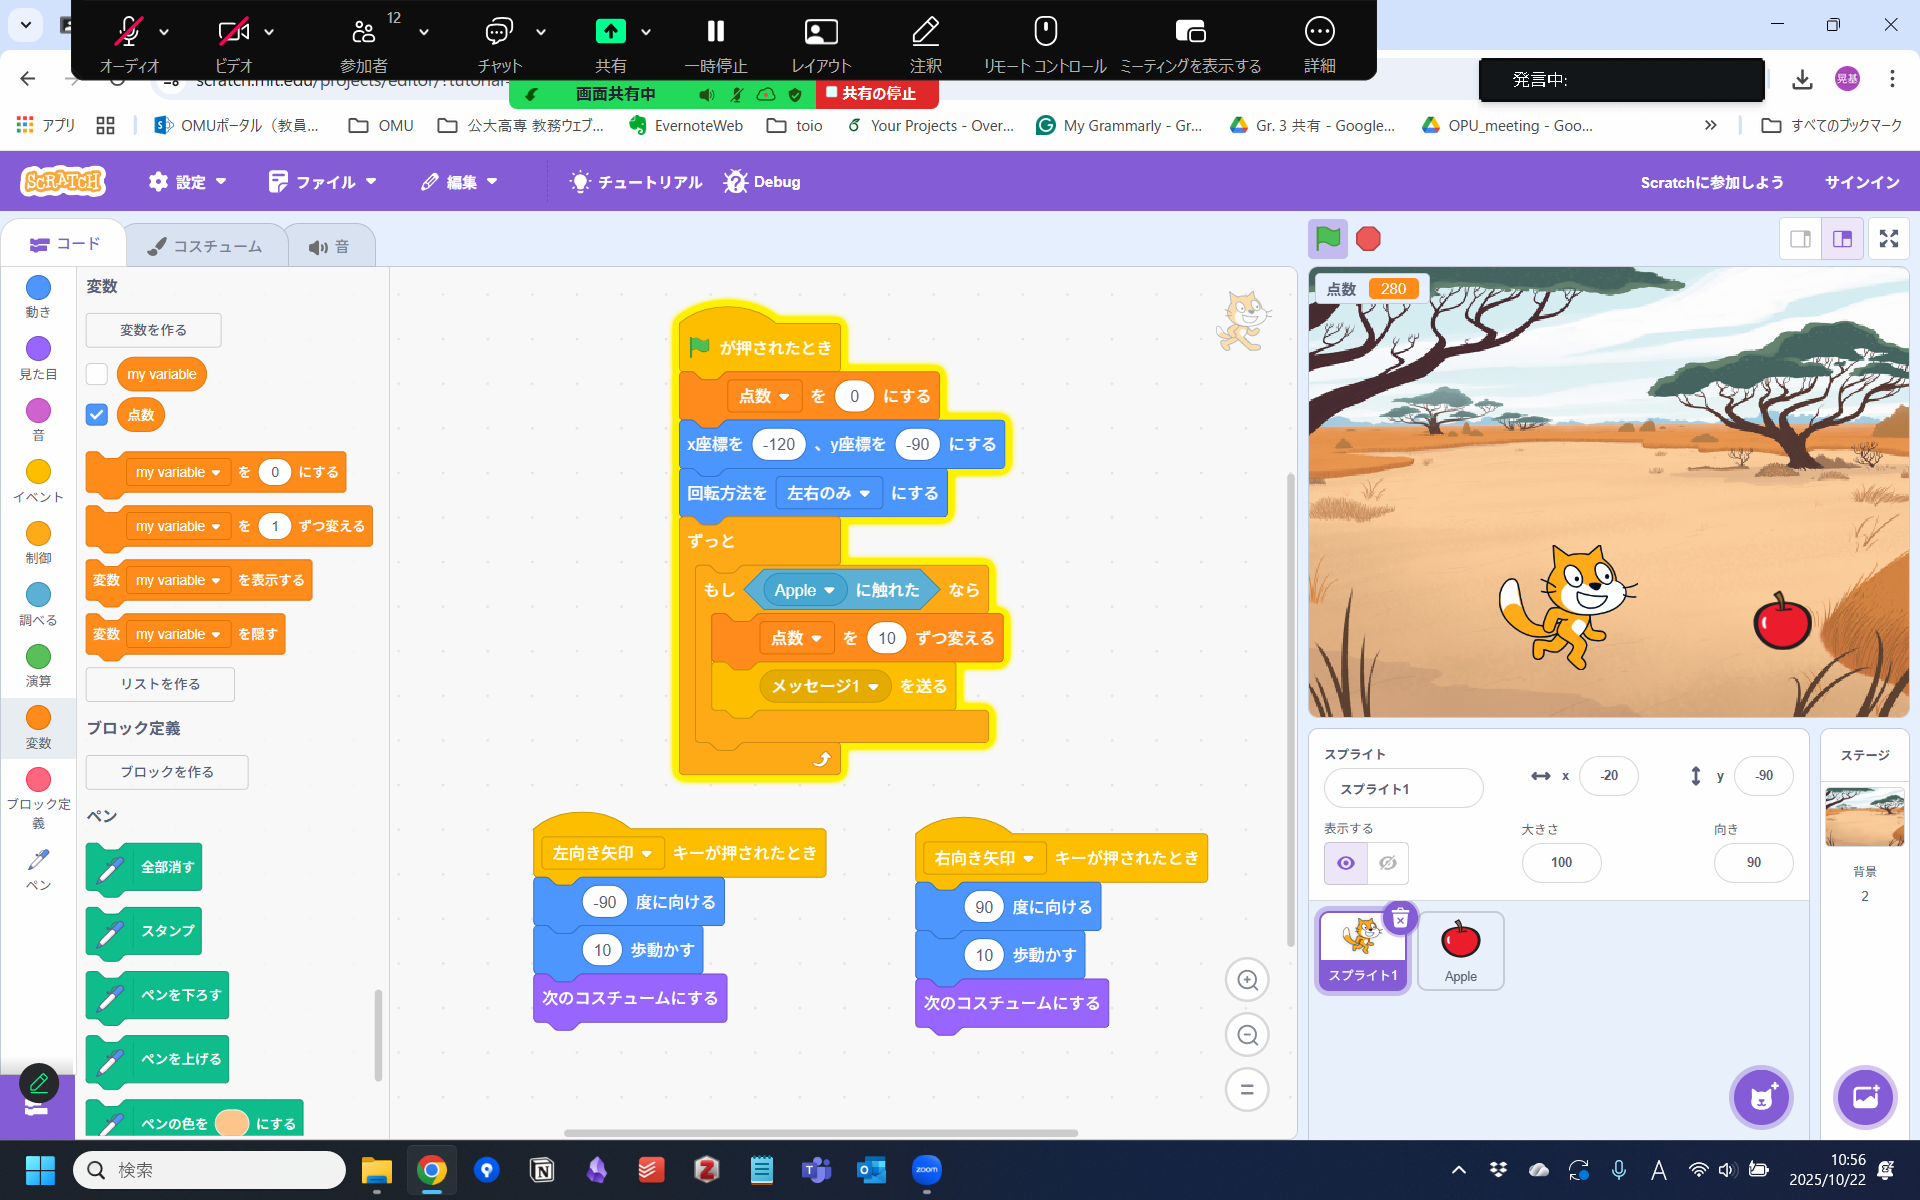 12
オーディオ
ビデオ
参加者
チャット
共有
一時停止
レイアウト
注釈
リモート コントロール
ミーティングを表示する
詳細
画面共有中
共有の停止
発言中:
晃基
アプリ
OMUポータル（教員...
OMU
公大高専 教務ウェブ...
EvernoteWeb
toio
Your Projects - Over...
My Grammarly - Gr...
Gr. 3 共有 - Google...
OPU_meeting - Goo...
すべてのブックマーク
SCRATCH
設定
ファイル
編集
チュートリアル
Debug
Scratchに参加しよう
サインイン
コード
コスチューム
音
動き
見た目
音
イベント
制御
調べる
演算
変数
ブロック定義
ペン
変数
変数を作る
my variable
点数
my variable を 0 にする
my variable を 1 ずつ変える
変数 my variable を表示する
変数 my variable を隠す
リストを作る
ブロック定義
ブロックを作る
ペン
全部消す
スタンプ
ペンを下ろす
ペンを上げる
ペンの色を にする
が押されたとき
点数 を 0 にする
x座標を -120 、y座標を -90 にする
回転方法を 左右のみ にする
ずっと
もし Apple に触れた なら
点数 を 10 ずつ変える
メッセージ1 を送る
左向き矢印 キーが押されたとき
-90 度に向ける
10 歩動かす
次のコスチュームにする
右向き矢印 キーが押されたとき
90 度に向ける
10 歩動かす
次のコスチュームにする
点数 280
スプライト
スプライト1
x -20
y -90
表示する
大きさ
100
向き
90
スプライト1
Apple
ステージ
背景
2
検索
zoom
A
10:56
2025/10/22